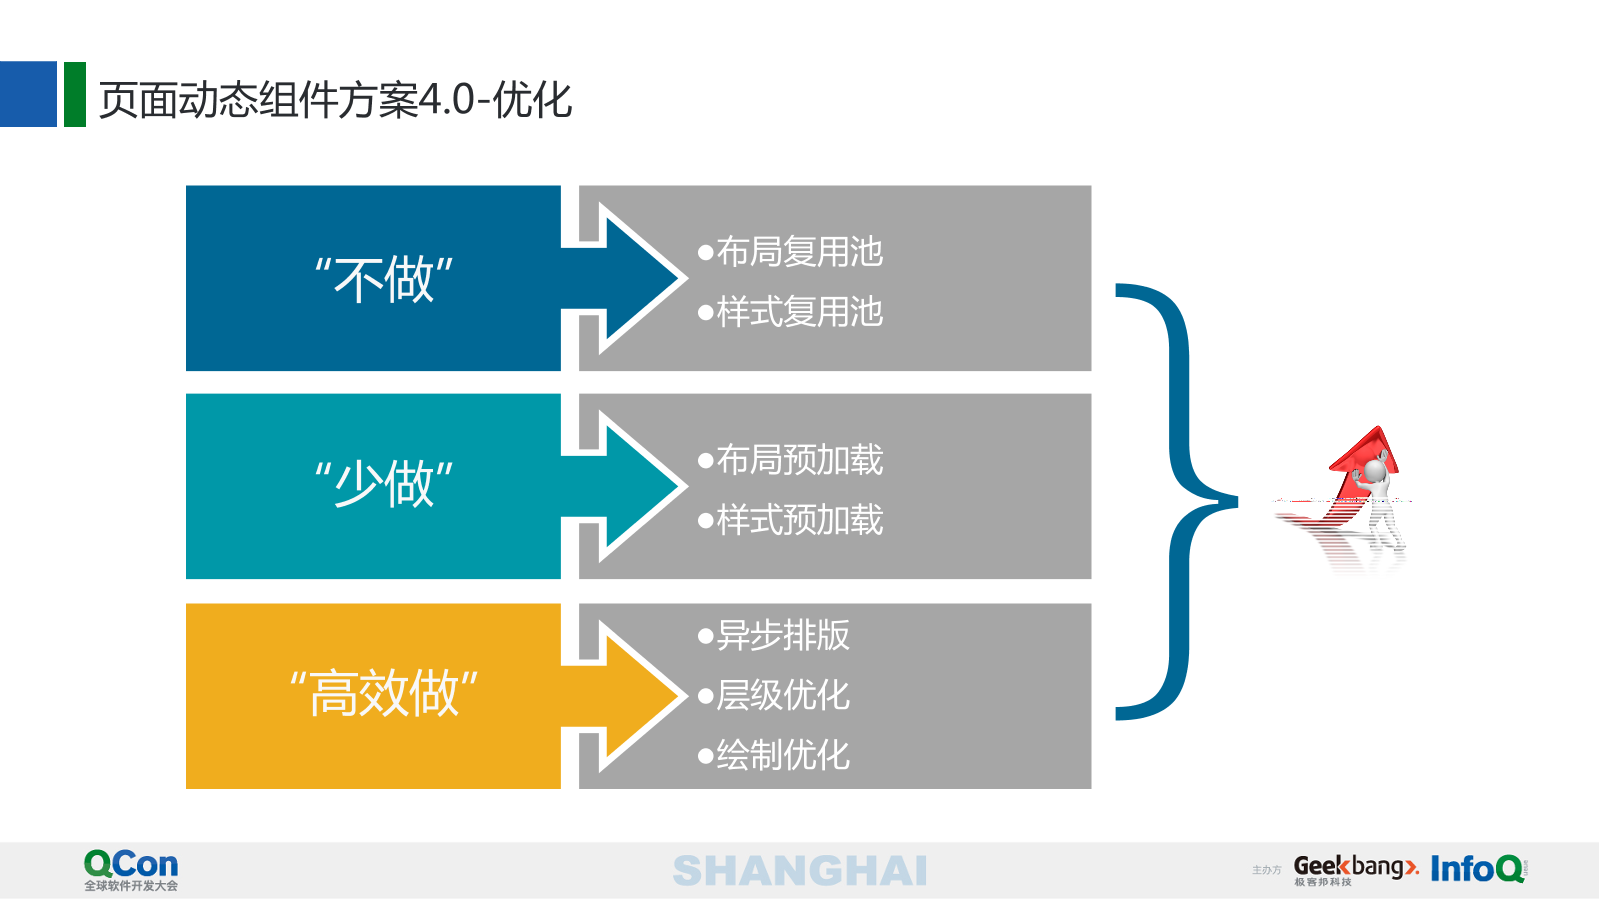 页面动态组件方案4.0-优化
“不做”
●布局复用池
●样式复用池
“少做”
●布局预加载
●样式预加载
“高效做”
●异步排版
●层级优化
●绘制优化
QCon
全球软件开发大会
SHANGHAI
主办方
Geekbang>.
极客邦科技
InfoQ